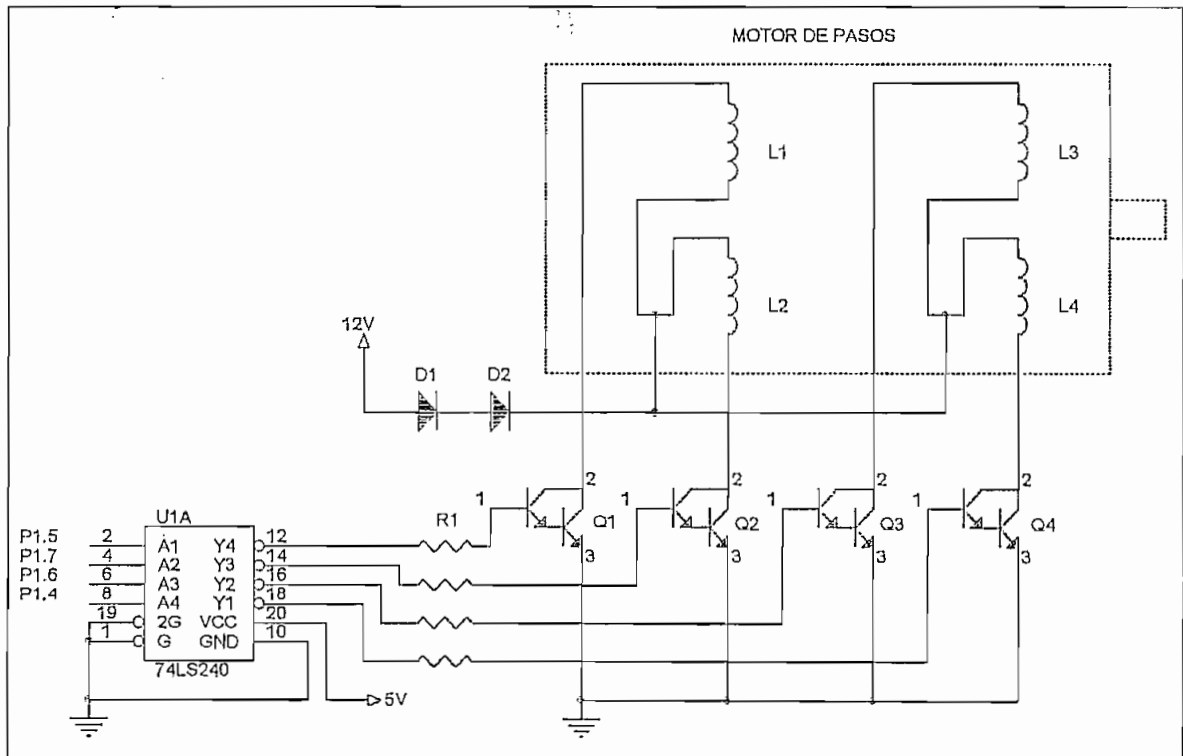 MOTOR DE PASOS
L1
L3
L2
L4
12V
D1
D2
2
2
2
2
1
1
1
1
R1
Q1
Q2
Q3
Q4
3
3
3
3
U1A
P1.5
2
A1
Y4
12
P1.7
4
A2
Y3
14
P1.6
6
A3
Y2
16
P1.4
8
A4
Y1
18
19
2G
VCC
20
1
G
GND
10
74LS240
5V